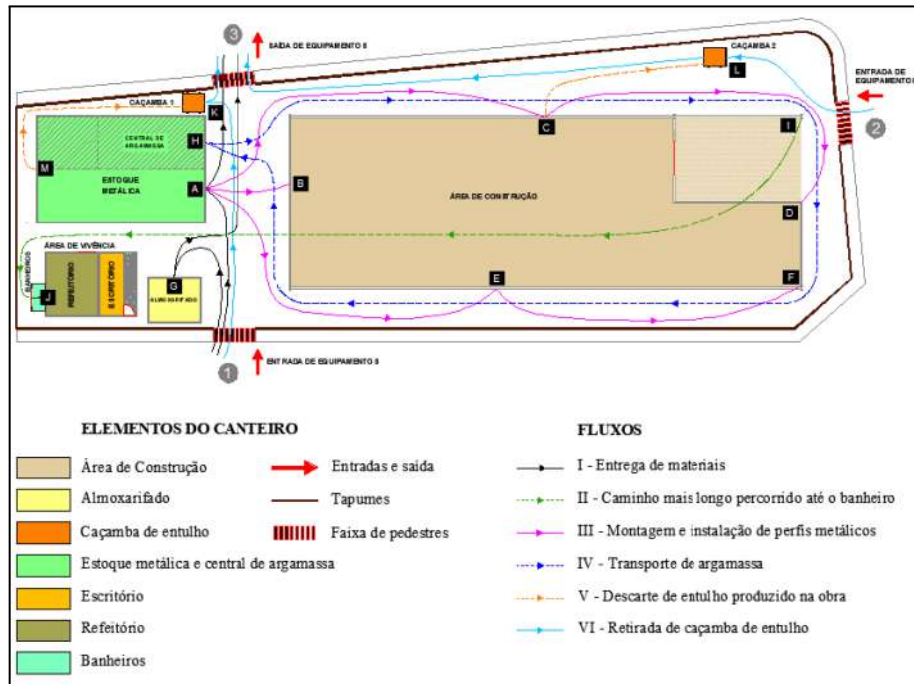 3
SAÍDA DE EQUIPAMENTO S
CAÇAMBA 2
L
ENTRADA DE
EQUIPAMENTO
2
CAÇAMBA 1
K
CENTRAL DE
ARGAMASSA
H
M
ESTOQUE
METÁLICA
A
C
I
B
ÁREA DE CONSTRUÇÃO
D
E
F
ÁREA DE VIVÊNCIA
BANHEIROS
J
REFEITÓRIO
ESCRITÓRIO
G
ALMOXARIFADO
1
ENTRADA DE EQUIPAMENTO S
ELEMENTOS DO CANTEIRO
Área de Construção
Almoxarifado
Caçamba de entulho
Estoque metálica e central de argamassa
Escritório
Refeitório
Banheiros
Entradas e saída
Tapumes
Faixa de pedestres
FLUXOS
I - Entrega de materiais
II - Caminho mais longo percorrido até o banheiro
III - Montagem e instalação de perfis metálicos
IV - Transporte de argamassa
V - Descarte de entulho produzido na obra
VI - Retirada de caçamba de entulho